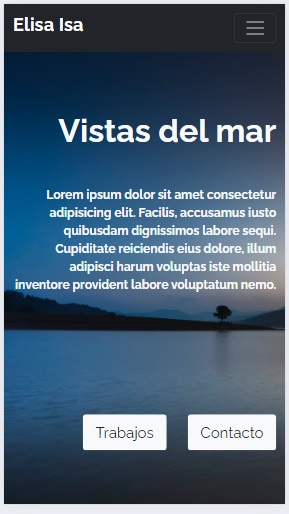 Elisa Isa
Vistas del mar
Lorem ipsum dolor sit amet consectetur
adipisicing elit. Facilis, accusamus iusto
quibusdam dignissimos labore sequi.
Cupiditate reiciendis eius dolore, illum
adipisci harum voluptas iste mollitia
inventore provident labore voluptatum nemo.
Trabajos
Contacto